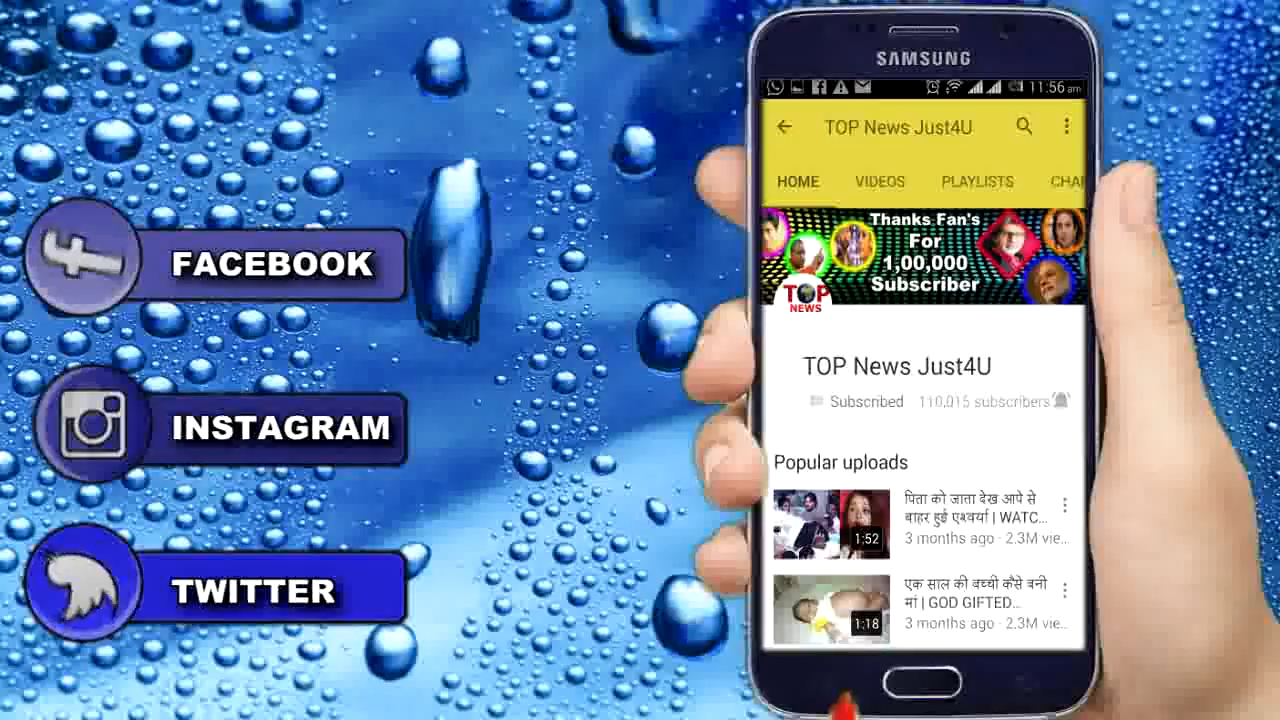 FACEBOOK
INSTAGRAM
TWITTER
SAMSUNG
11:56 am
TOP News Just4U
HOME VIDEOS PLAYLISTS CHA
Thanks Fan's
For
1,00,000
Subscriber
TOP
NEWS
TOP News Just4U
Subscribed 110,015 subscribers
Popular uploads
पिता को जाता देख आपे से
बाहर हुई एश्वर्या | WATC...
3 months ago · 2.3M vie...
1:52
एक साल की बच्ची कैसे बनी
मां | GOD GIFTED...
3 months ago · 2.3M vie...
1:18